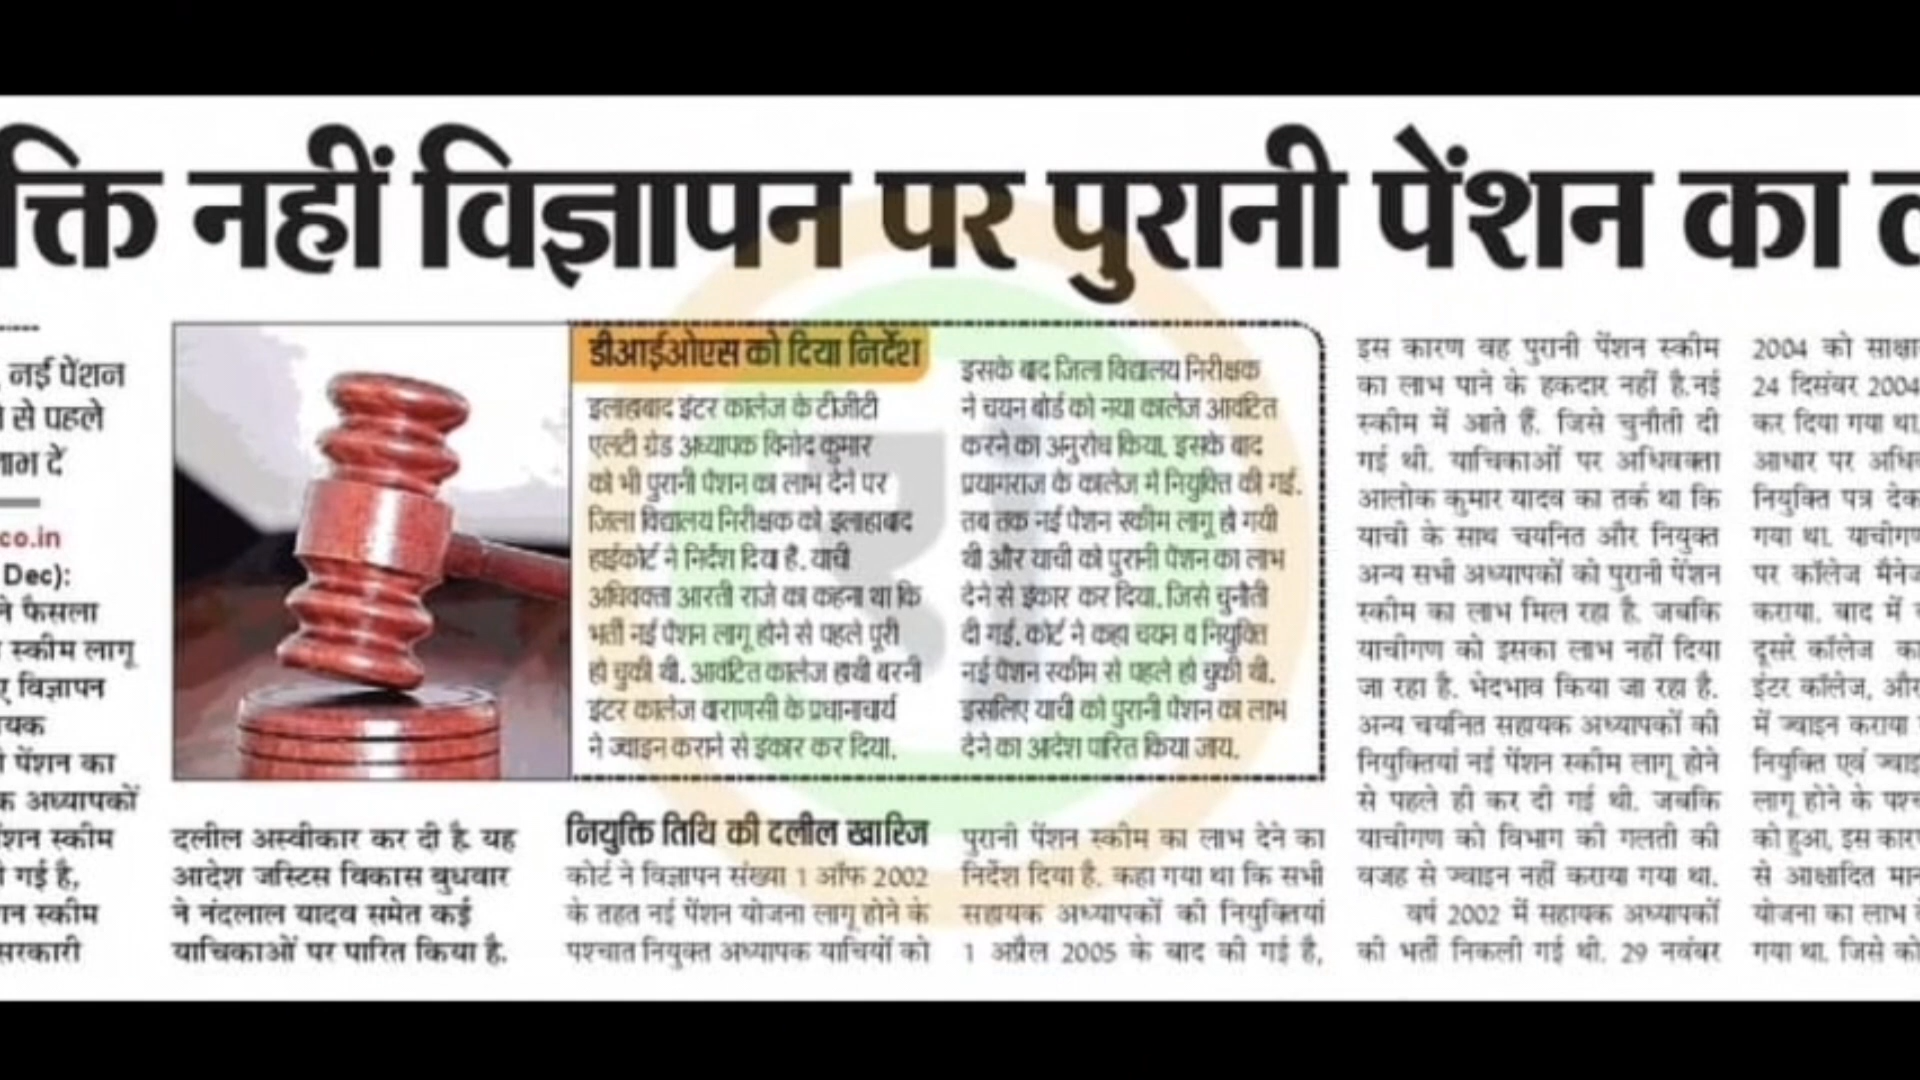 नहीं विज्ञापन पर पुरानी पेंशन का
नई पेंशन
से पहले
दें
co.in
Dec):
ने फैसला
स्कीम लागू
विज्ञापन
पेंशन का
अध्यापकों
स्कीम
गई है,
स्कीम
सरकारी
दलील अस्वीकार कर दी है. यह
आदेश जस्टिस विकास बुधवार
ने नंदलाल यादव समेत कई
याचिकाओं पर पारित किया है.
डीआईओएस को दिया निर्देश
इलाहाबाद इंटर कालेज के टीजीटी
एलटी ग्रेड अध्यापक विनोद कुमार
को भी पुरानी पेंशन का लाभ देने पर
जिला विद्यालय निरीक्षक को इलाहाबाद
हाईकोर्ट ने निर्देश दिया है. याची
अधिवक्ता आरती राजे का कहना था कि
भर्ती नई पेंशन लागू होने से पहले पूरी
हो चुकी थी. आवंटित कालेज हाथी बरनी
इंटर कालेज वाराणसी के प्रधानाचार्य
ने ज्वाइन कराने से इंकार कर दिया.
इसके बाद जिला विद्यालय निरीक्षक
ने चयन बोर्ड को नया कालेज आवंटित
करने का अनुरोध किया. इसके बाद
प्रयागराज के कालेज में नियुक्ति की गई.
तब तक नई पेंशन स्कीम लागू हो गयी
थी और याची को पुरानी पेंशन का लाभ
देने से इंकार कर दिया. जिसे चुनौती
दी गई. कोर्ट ने कहा चयन व नियुक्ति
नई पेंशन स्कीम से पहले हो चुकी थी.
इसलिए याची को पुरानी पेंशन का लाभ
देने का आदेश पारित किया जाय.
नियुक्ति तिथि की दलील खारिज
कोर्ट ने विज्ञापन संख्या 1 ऑफ 2002
के तहत नई पेंशन योजना लागू होने के
पश्चात नियुक्त अध्यापक याचियों को
पुरानी पेंशन स्कीम का लाभ देने का
निर्देश दिया है. कहा गया था कि सभी
सहायक अध्यापकों की नियुक्तियां
1 अप्रैल 2005 के बाद की गई है,
इस कारण वह पुरानी पेंशन स्कीम
का लाभ पाने के हकदार नहीं है.नई
स्कीम में आते हैं. जिसे चुनौती दी
गई थी. याचिकाओं पर अधिवक्ता
आलोक कुमार यादव का तर्क था कि
याची के साथ चयनित और नियुक्त
अन्य सभी अध्यापकों को पुरानी पेंशन
स्कीम का लाभ मिल रहा है. जबकि
याचीगण को इसका लाभ नहीं दिया
जा रहा है. भेदभाव किया जा रहा है.
अन्य चयनित सहायक अध्यापकों की
नियुक्तियां नई पेंशन स्कीम लागू होने
से पहले ही कर दी गई थी. जबकि
याचीगण को विभाग की गलती की
वजह से ज्वाइन नहीं कराया गया था.
वर्ष 2002 में सहायक अध्यापकों
की भर्ती निकली गई थी. 29 नवंबर
2004 को
24 दिसंबर 2004
कर दिया गया था.
आधार पर
नियुक्ति पत्र
गया था.
पर कॉलेज
कराया. बाद में
दूसरे कॉलेज
इंटर कॉलेज, और
में ज्वाइन कराया
नियुक्ति एवं
लागू होने के
को हुआ, इस
से आक्षादित
योजना का लाभ
गया था. जिसे